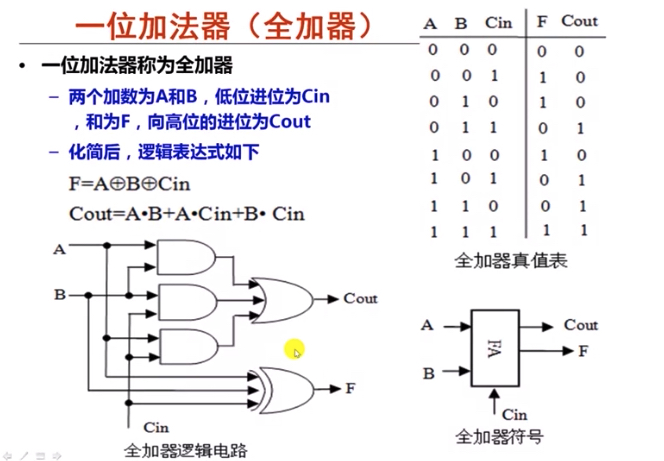 一位加法器（全加器）
• 一位加法器称为全加器
– 两个加数为A和B，低位进位为Cin
，和为F，向高位的进位为Cout
– 化简后，逻辑表达式如下
F=A⊕B⊕Cin
Cout=A•B+A•Cin+B• Cin
A
B
Cout
F
Cin
全加器逻辑电路
A B Cin F Cout
0 0 0 0 0
0 0 1 1 0
0 1 0 1 0
0 1 1 0 1
1 0 0 1 0
1 0 1 0 1
1 1 0 0 1
1 1 1 1 1
全加器真值表
A
B
FA
Cout
F
Cin
全加器符号